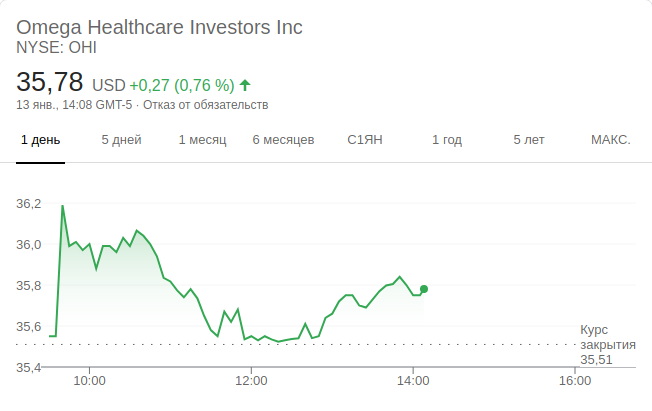 Omega Healthcare Investors Inc
NYSE: OHI
35,78 USD +0,27 (0,76 %)
13 янв., 14:08 GMT-5 · Отказ от обязательств
1 день 5 дней 1 месяц 6 месяцев С1ЯН 1 год 5 лет МАКС.
36,2
36,0
35,8
35,6
35,4
Курс
закрытия
35,51
10:00 12:00 14:00 16:00